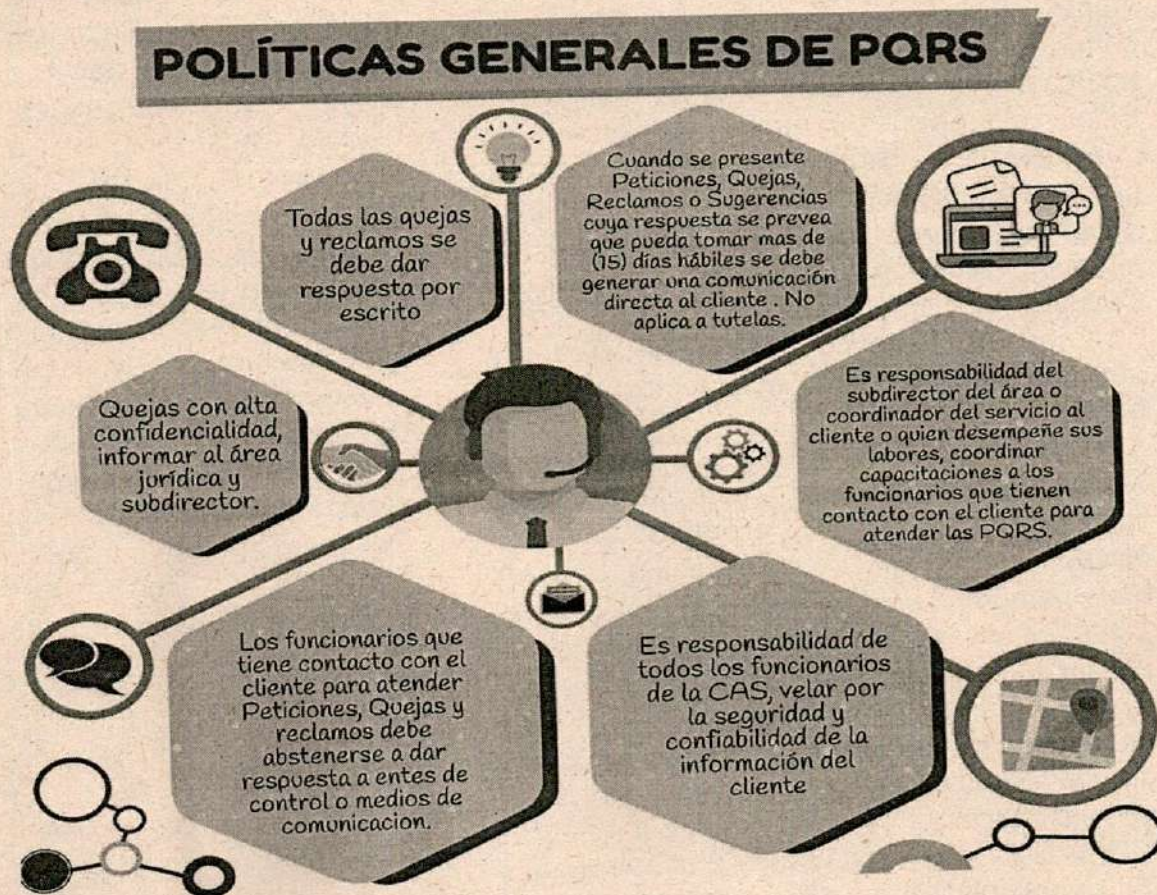 POLÍTICAS GENERALES DE PQRS
Todas las quejas
y reclamos se
debe dar
respuesta por
escrito
Cuando se presente
Peticiones, Quejas,
Reclamos o Sugerencias
cuya respuesta se prevea
que pueda tomar mas de
(15) días hábiles se debe
generar una comunicación
directa al cliente . No
aplica a tutelas.
Quejas con alta
confidencialidad,
informar al área
jurídica y
subdirector.
Es responsabilidad del
subdirector del área o
coordinador del servicio al
cliente o quien desempeñe sus
labores, coordinar
capacitaciones a los
funcionarios que tienen
contacto con el cliente para
atender las PQRS.
Los funcionarios que
tiene contacto con el
cliente para atender
Peticiones, Quejas y
reclamos debe
abstenerse a dar
respuesta a entes de
control o medios de
comunicacion.
Es responsabilidad de
todos los funcionarios
de la CAS, velar por
la seguridad y
confiabilidad de la
información del
cliente